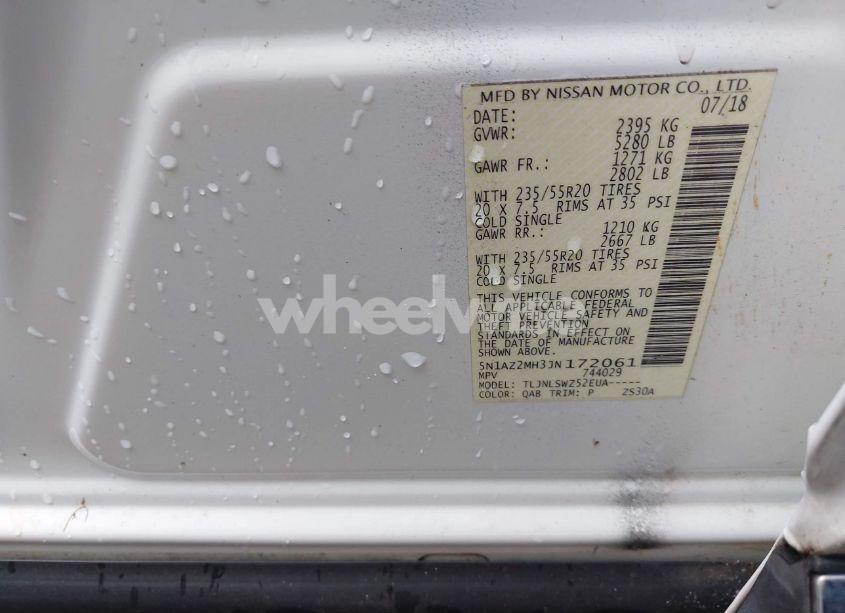 MFD BY NISSAN MOTOR CO., LTD.
DATE: 07/18
GVWR: 2395 KG
5280 LB
GAWR FR.: 1271 KG
2802 LB
WITH 235/55R20 TIRES
20 X 7.5 RIMS AT 35 PSI
COLD SINGLE
GAWR RR.: 1210 KG
2667 LB
WITH 235/55R20 TIRES
20 X 7.5 RIMS AT 35 PSI
COLD SINGLE
THIS VEHICLE CONFORMS TO
ALL APPLICABLE FEDERAL
MOTOR VEHICLE SAFETY AND
THEFT PREVENTION
STANDARDS IN EFFECT ON
THE DATE OF MANUFACTURE
SHOWN ABOVE.
5N1AZ2MH3JN172061
MPV 744029
MODEL: TLJNLSWZ52EUA-----
COLOR: QAB TRIM: P ZS30A